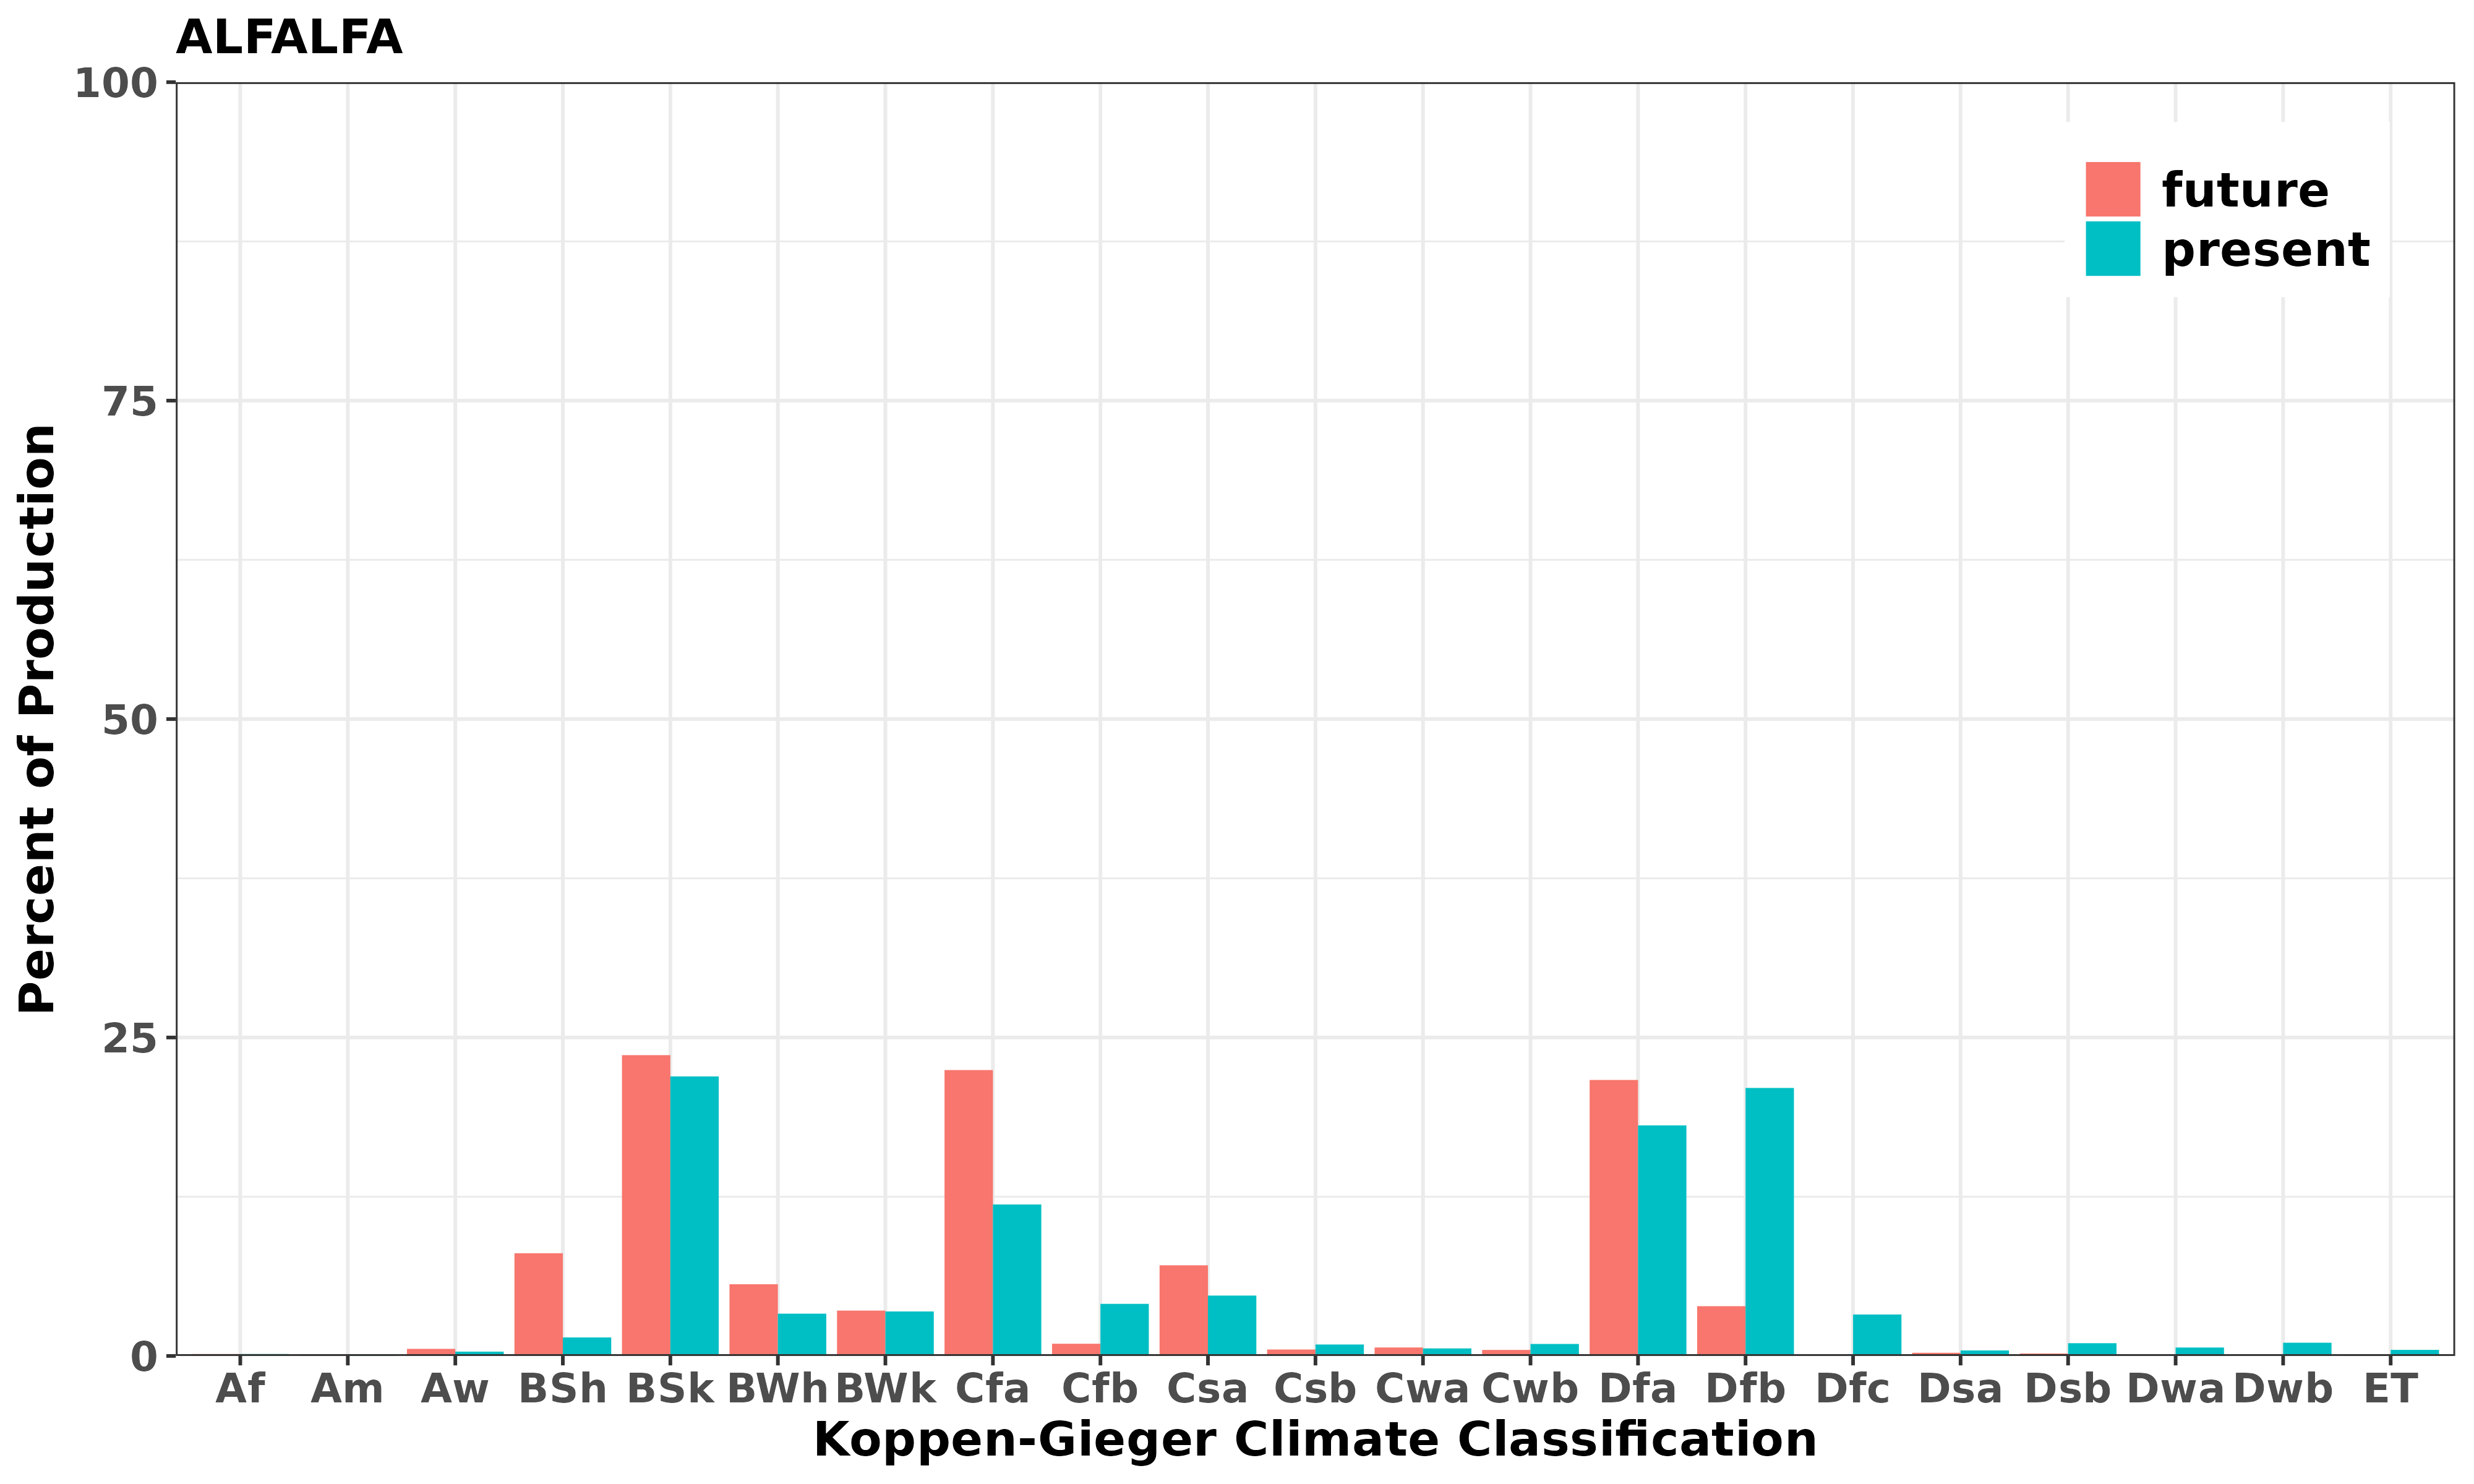 ALFALFA
100
75
50
25
0
Percent of Production
future
present
Af Am Aw BSh BSk BWh BWk Cfa Cfb Csa Csb Cwa Cwb Dfa Dfb Dfc Dsa Dsb Dwa Dwb ET
Koppen-Gieger Climate Classification